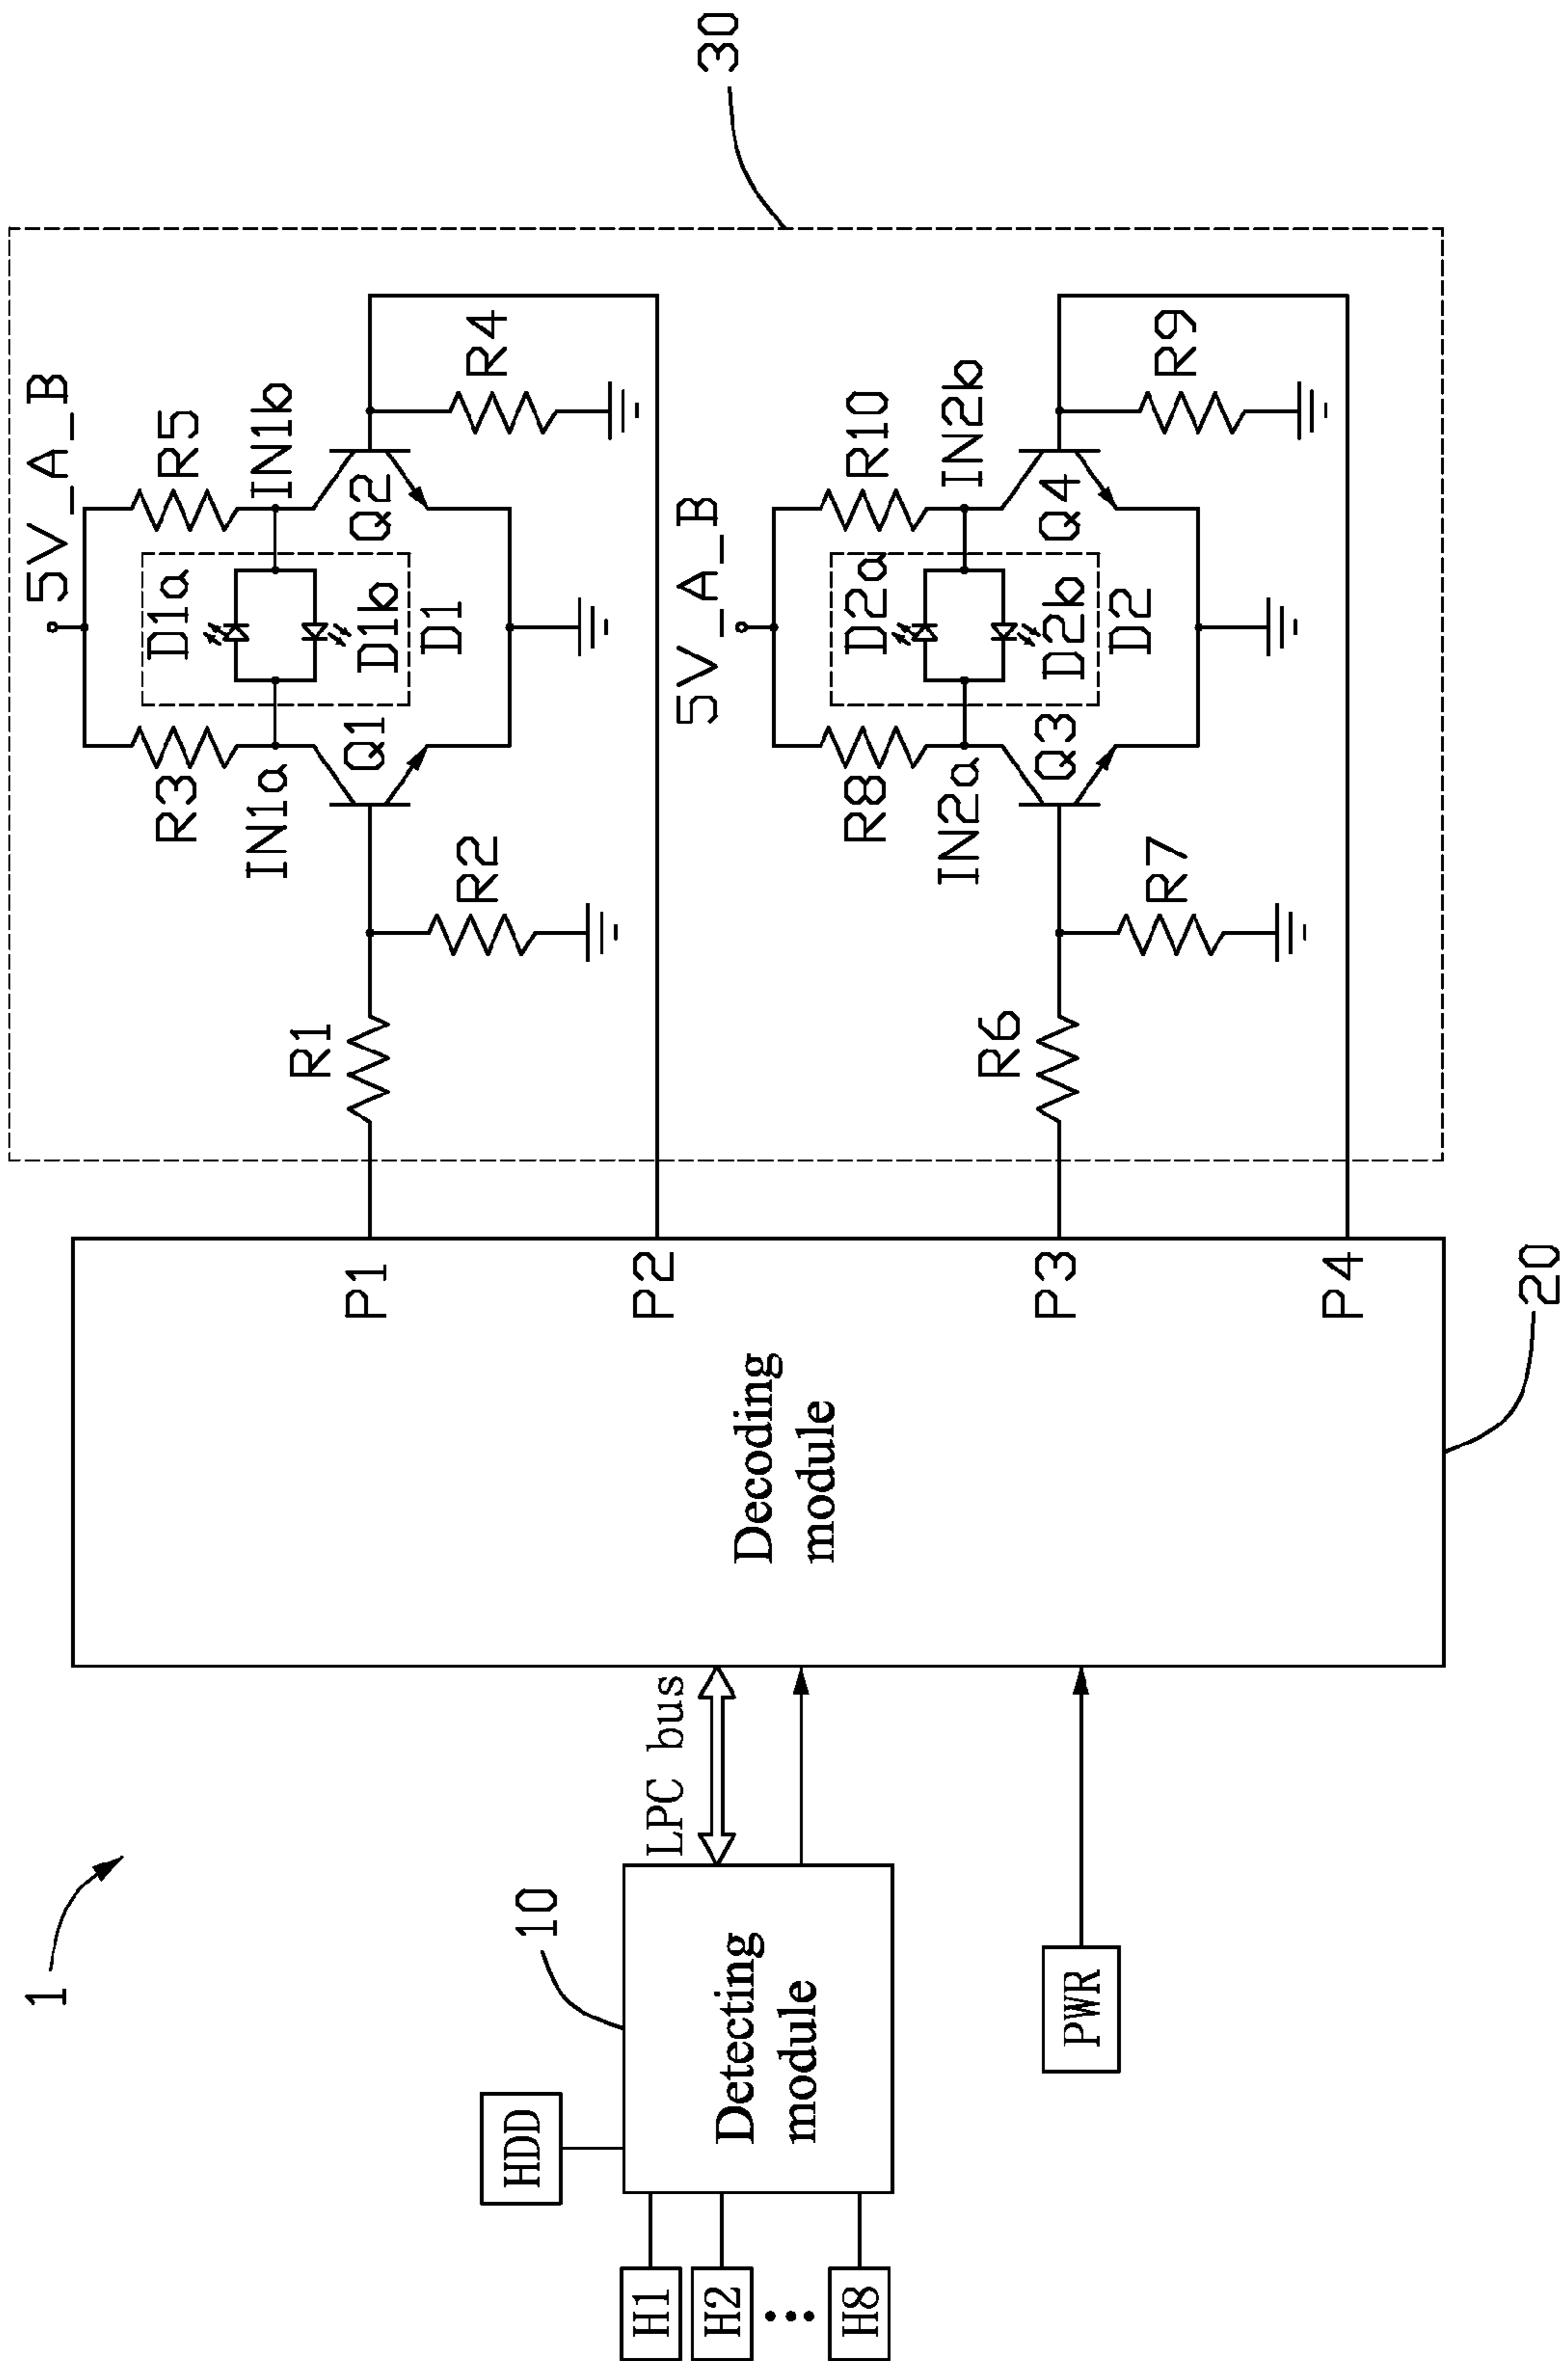 1
HDD
H1
H2
H8
10
Detecting
module
LPC bus
PWR
Decoding
module
20
P1
P2
P3
P4
30
5V_A_B
R3
R5
D1a
IN1a
IN1b
D1b
Q1
Q2
D1
R1
R2
R4
5V_A_B
R8
R10
D2a
IN2a
IN2b
D2b
Q3
Q4
D2
R6
R7
R9